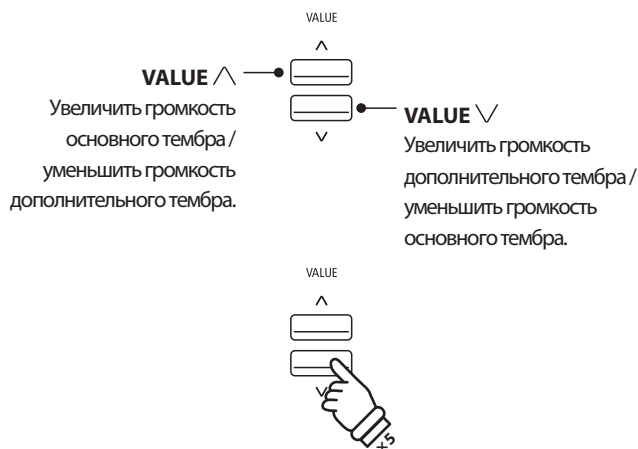 VALUE
VALUE ∧
Увеличить громкость
основного тембра /
уменьшить громкость
дополнительного тембра.
VALUE ∨
Увеличить громкость
дополнительного тембра /
уменьшить громкость
основного тембра.
VALUE
x5